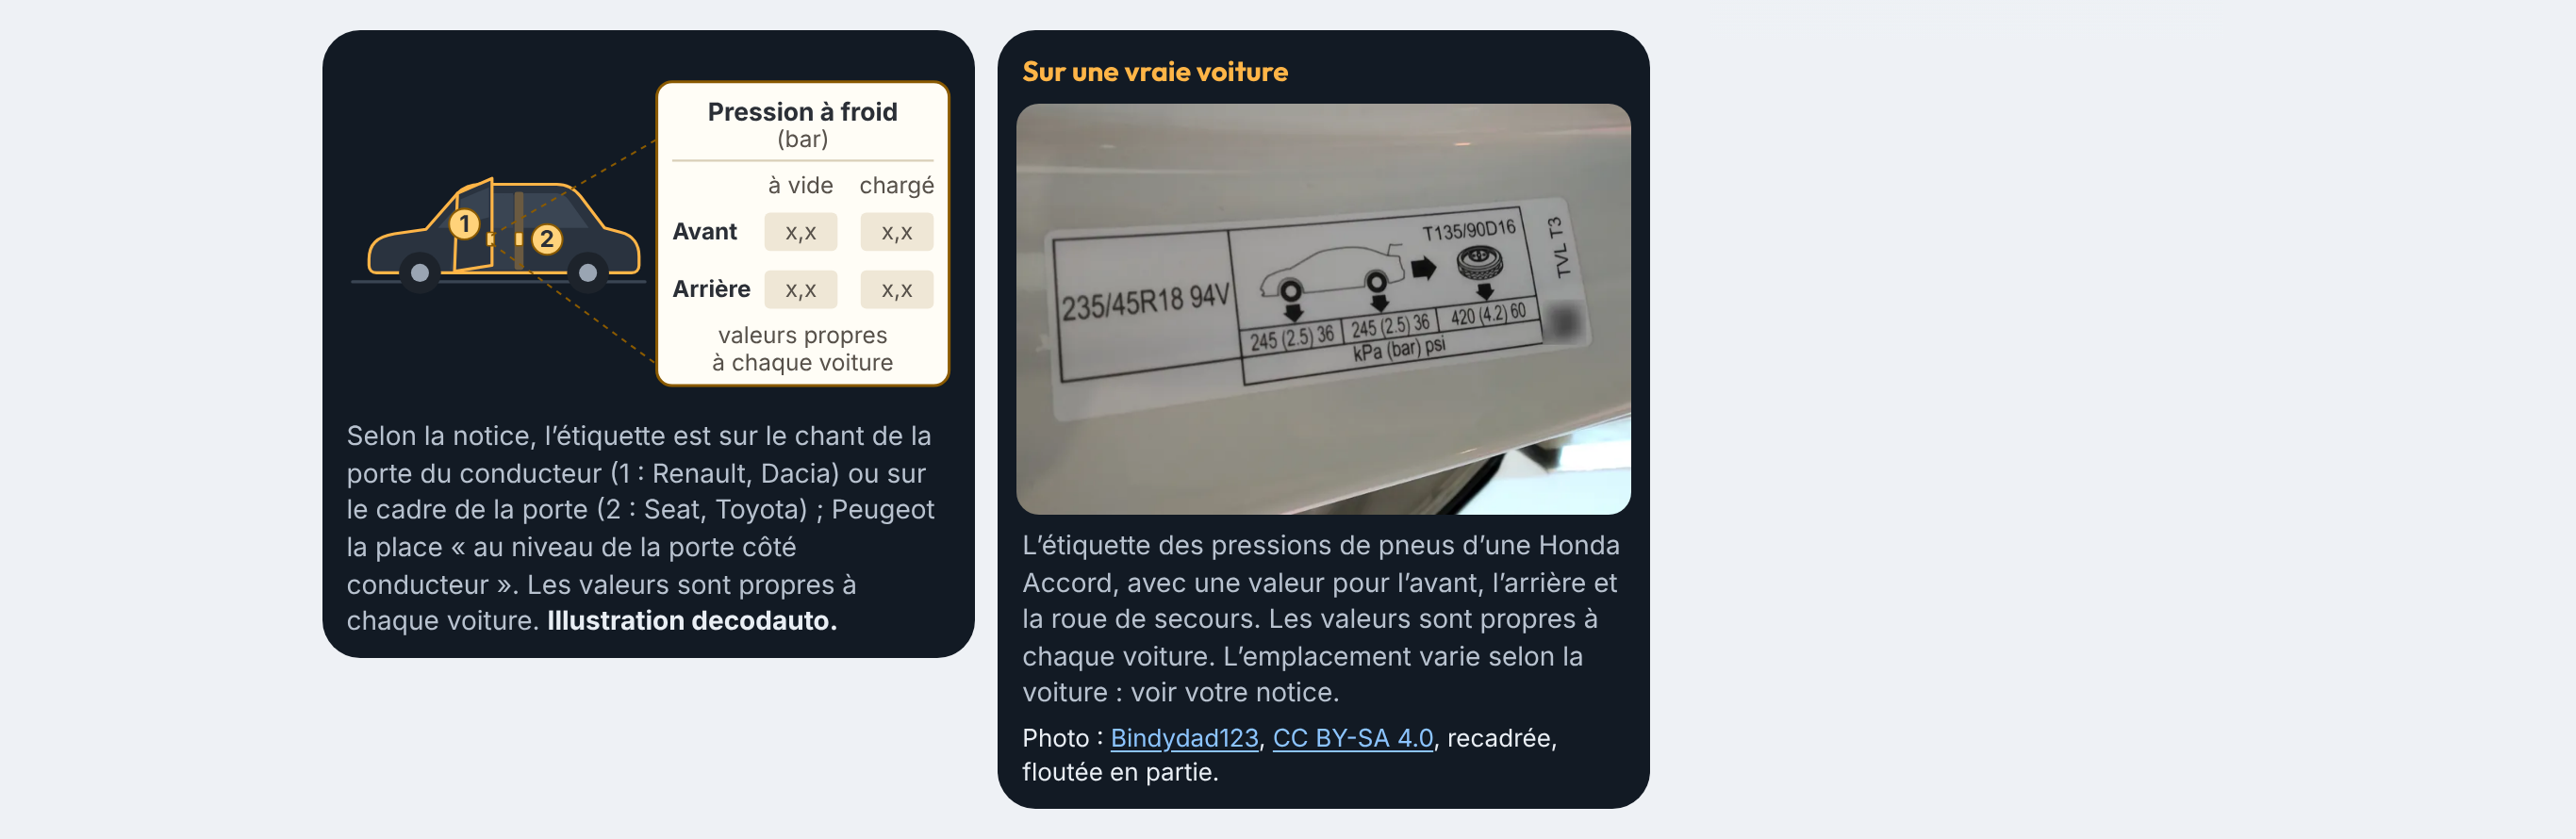 Pression à froid
(bar)
à vide chargé
Avant x,x x,x
Arrière x,x x,x
valeurs propres
à chaque voiture
1
2
Selon la notice, l’étiquette est sur le chant de la
porte du conducteur (1 : Renault, Dacia) ou sur
le cadre de la porte (2 : Seat, Toyota) ; Peugeot
la place « au niveau de la porte côté
conducteur ». Les valeurs sont propres à
chaque voiture. Illustration decodauto.
Sur une vraie voiture
T135/90D16
TVL T3
235/45R18 94V
245 (2.5) 36 245 (2.5) 36 420 (4.2) 60
kPa (bar) psi
L’étiquette des pressions de pneus d’une Honda
Accord, avec une valeur pour l’avant, l’arrière et
la roue de secours. Les valeurs sont propres à
chaque voiture. L’emplacement varie selon la
voiture : voir votre notice.
Photo : Bindydad123, CC BY-SA 4.0, recadrée,
floutée en partie.